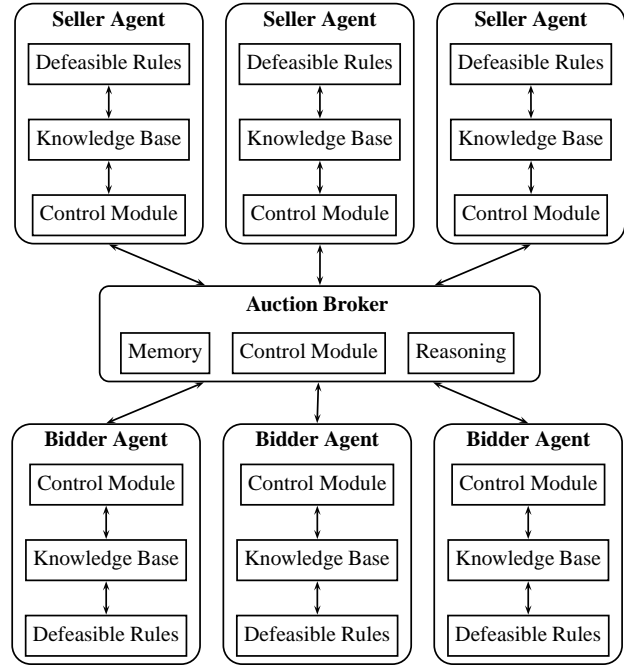 Seller Agent
Defeasible Rules
Knowledge Base
Control Module
Seller Agent
Defeasible Rules
Knowledge Base
Control Module
Seller Agent
Defeasible Rules
Knowledge Base
Control Module
Auction Broker
Memory
Control Module
Reasoning
Bidder Agent
Control Module
Knowledge Base
Defeasible Rules
Bidder Agent
Control Module
Knowledge Base
Defeasible Rules
Bidder Agent
Control Module
Knowledge Base
Defeasible Rules